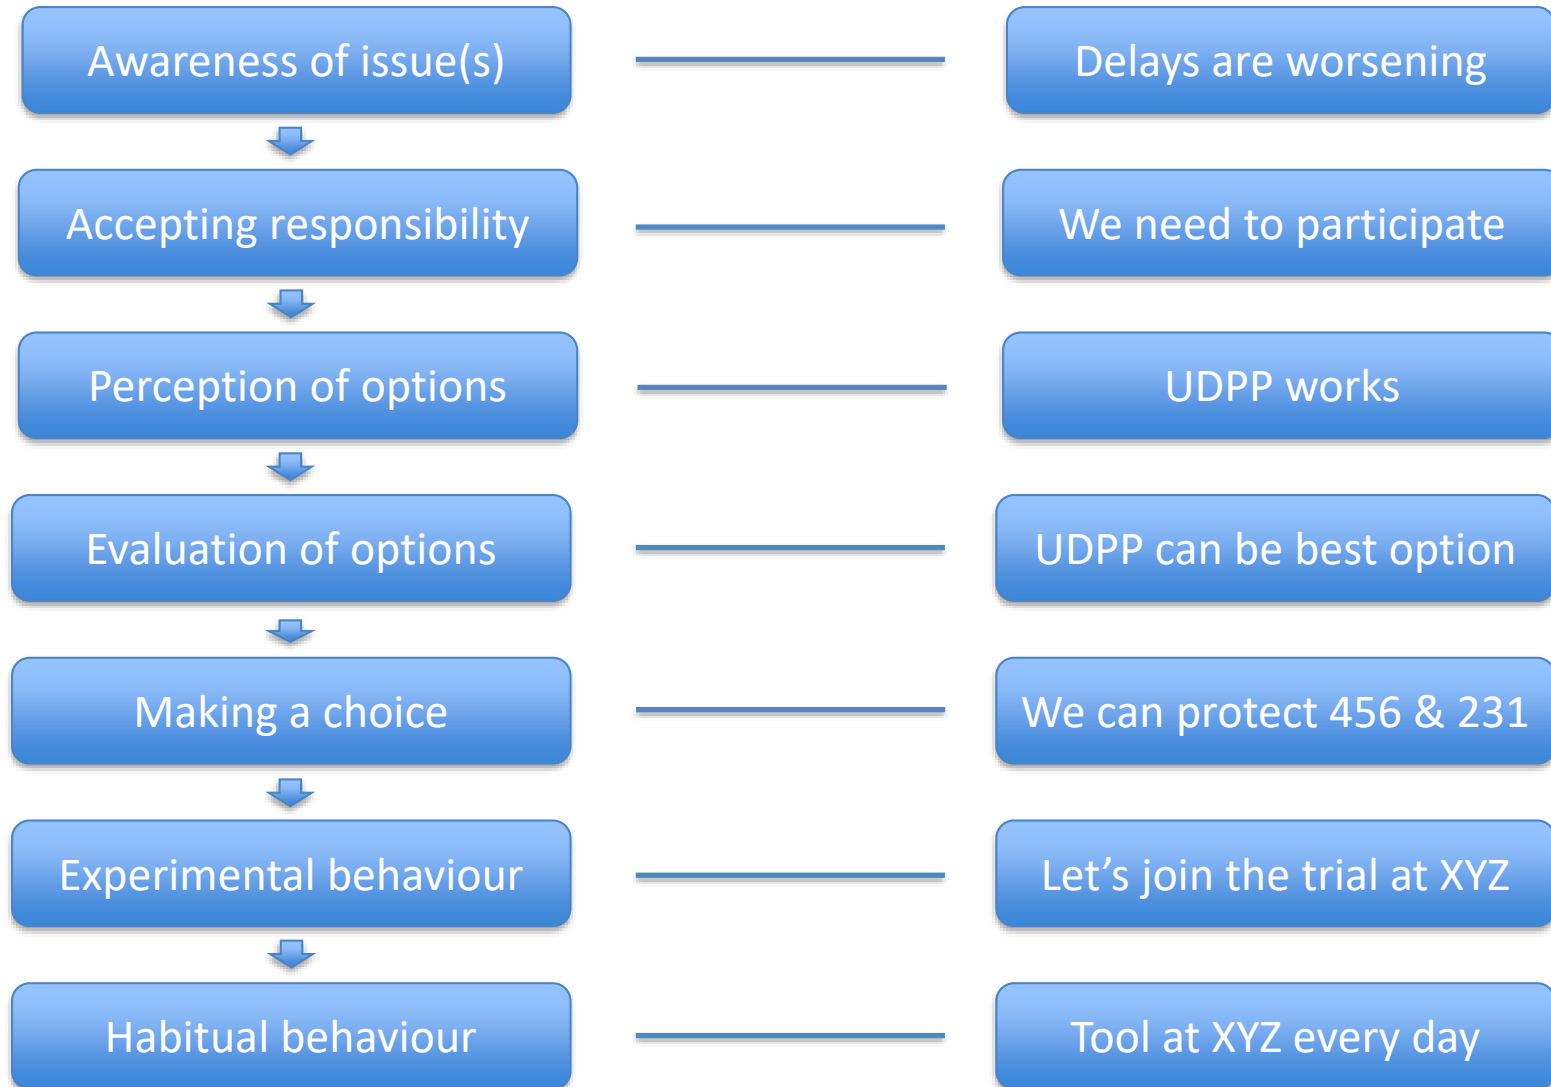 Awareness of issue(s)
Delays are worsening
Accepting responsibility
We need to participate
Perception of options
UDPP works
Evaluation of options
UDPP can be best option
Making a choice
We can protect 456 & 231
Experimental behaviour
Let’s join the trial at XYZ
Habitual behaviour
Tool at XYZ every day